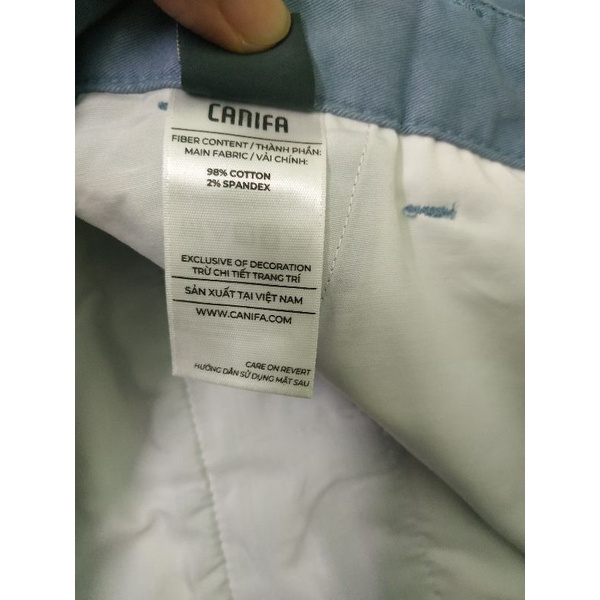 CANIFA
FIBER CONTENT / THÀNH PHẦN:
MAIN FABRIC / VẢI CHÍNH:
98% COTTON
2% SPANDEX
EXCLUSIVE OF DECORATION
TRỪ CHI TIẾT TRANG TRÍ
SẢN XUẤT TẠI VIỆT NAM
WWW.CANIFA.COM
CARE ON REVERT
HƯỚNG DẪN SỬ DỤNG MẶT SAU